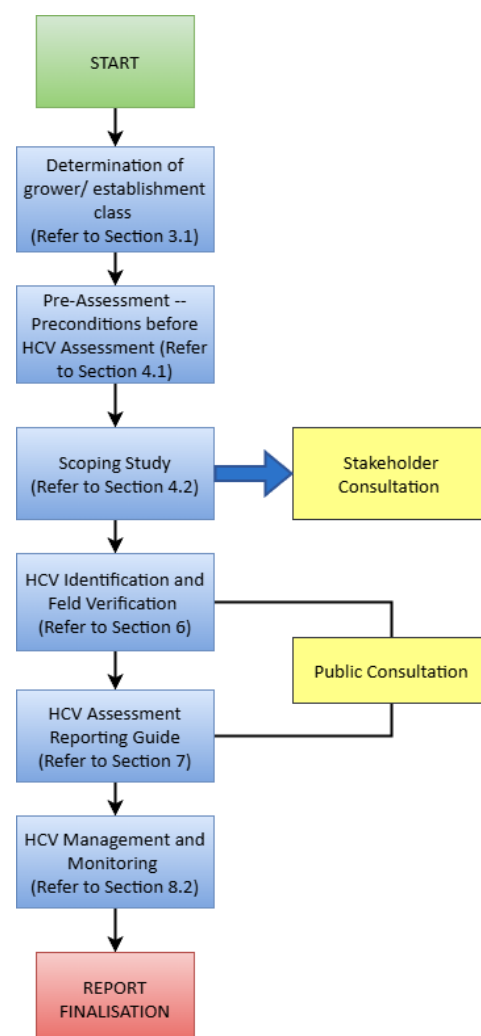 START
Determination of
grower/ establishment
class
(Refer to Section 3.1)
Pre-Assessment --
Preconditions before
HCV Assessment (Refer
to Section 4.1)
Scoping Study
(Refer to Section 4.2)
Stakeholder
Consultation
HCV Identification and
Feld Verification
(Refer to Section 6)
Public Consultation
HCV Assessment
Reporting Guide
(Refer to Section 7)
HCV Management and
Monitoring
(Refer to Section 8.2)
REPORT
FINALISATION